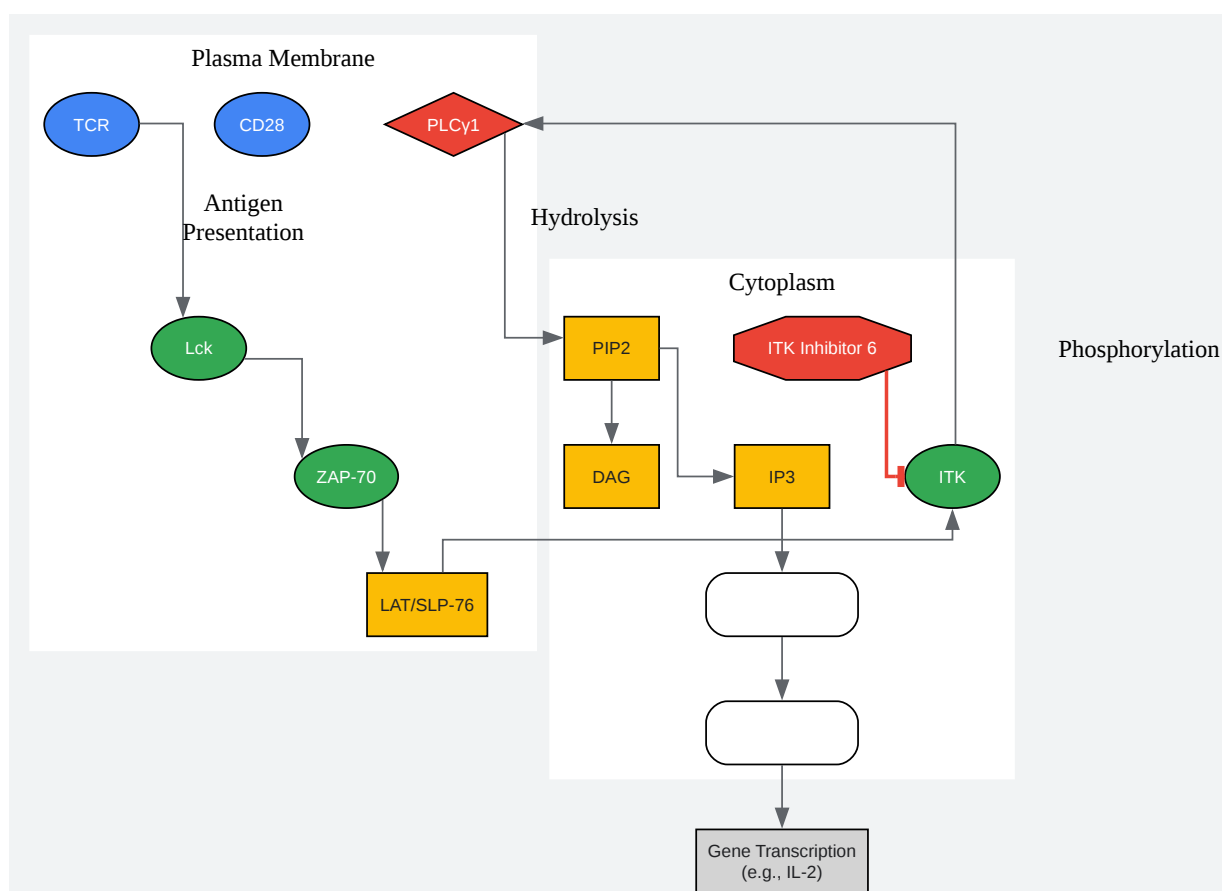 Plasma Membrane
TCR
CD28
PLCγ1
Antigen
Presentation
Hydrolysis
Cytoplasm
Lck
PIP2
ITK Inhibitor 6
Phosphorylation
ZAP-70
DAG
IP3
ITK
LAT/SLP-76
Gene Transcription
(e.g., IL-2)